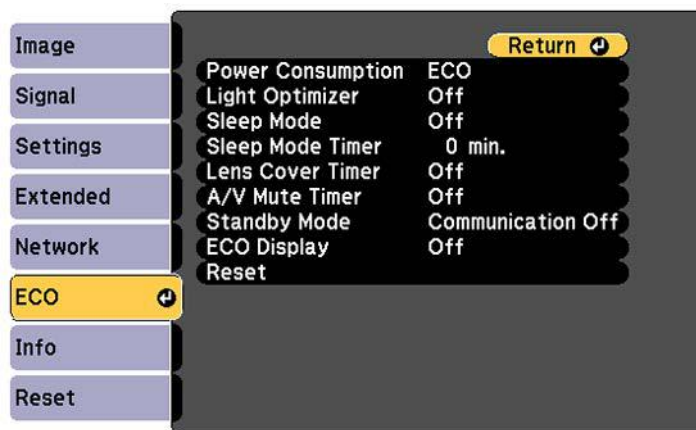 Image
Signal
Settings
Extended
Network
ECO
Info
Reset
Return
Power Consumption ECO
Light Optimizer Off
Sleep Mode Off
Sleep Mode Timer 0 min.
Lens Cover Timer Off
A/V Mute Timer Off
Standby Mode Communication Off
ECO Display Off
Reset